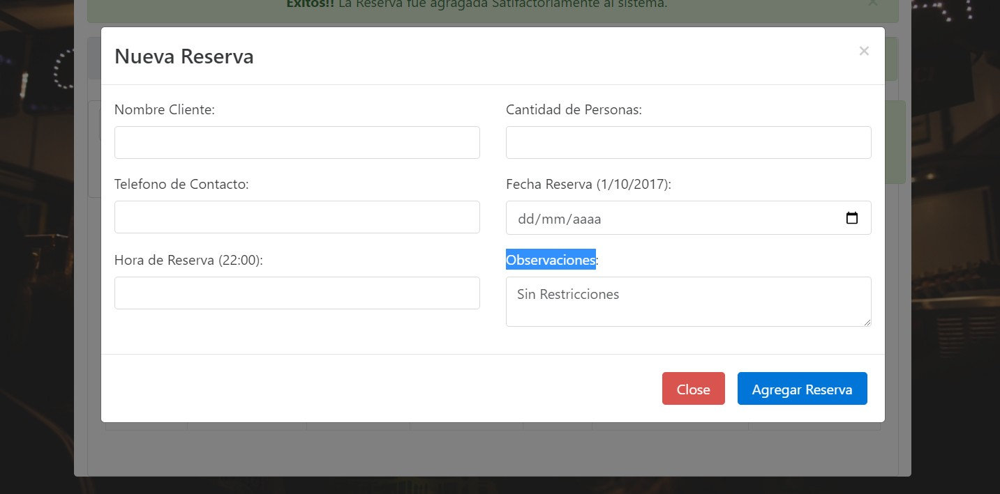 Exitos!! La Reserva fue agragada Satifactoriamente al sistema. ×
Nueva Reserva ×
Nombre Cliente:
Cantidad de Personas:
Telefono de Contacto:
Fecha Reserva (1/10/2017):
dd/mm/aaaa
Hora de Reserva (22:00):
Observaciones:
Sin Restricciones
Close
Agregar Reserva